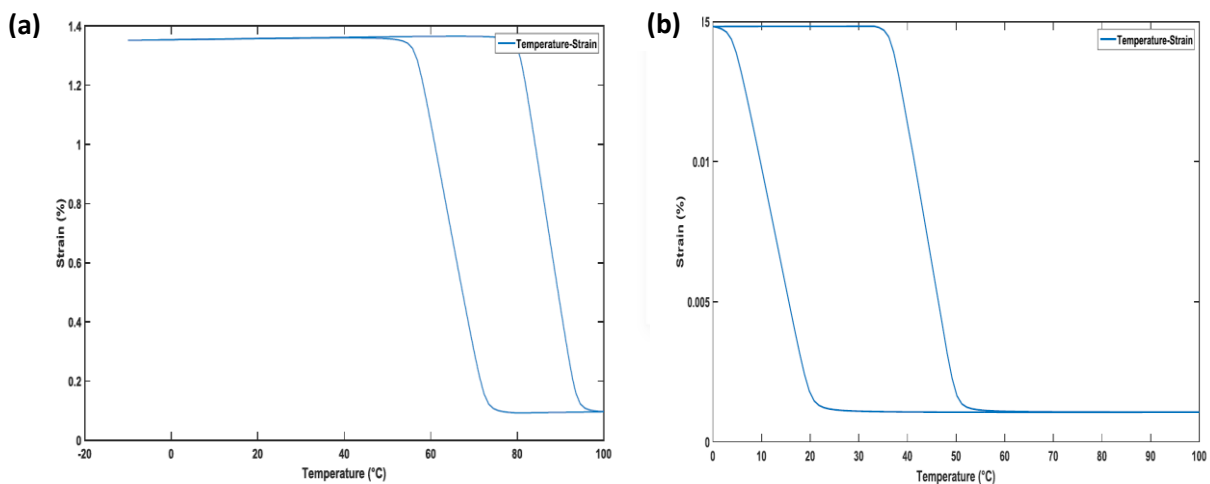 (a)
Temperature-Strain
1.4
1.2
1
0.8
0.6
0.4
0.2
0
Strain (%)
-20 0 20 40 60 80 100
Temperature (°C)
(b)
Temperature-Strain
15
0.01
0.005
0
Strain (%)
0 10 20 30 40 50 60 70 80 90 100
Temperature (°C)